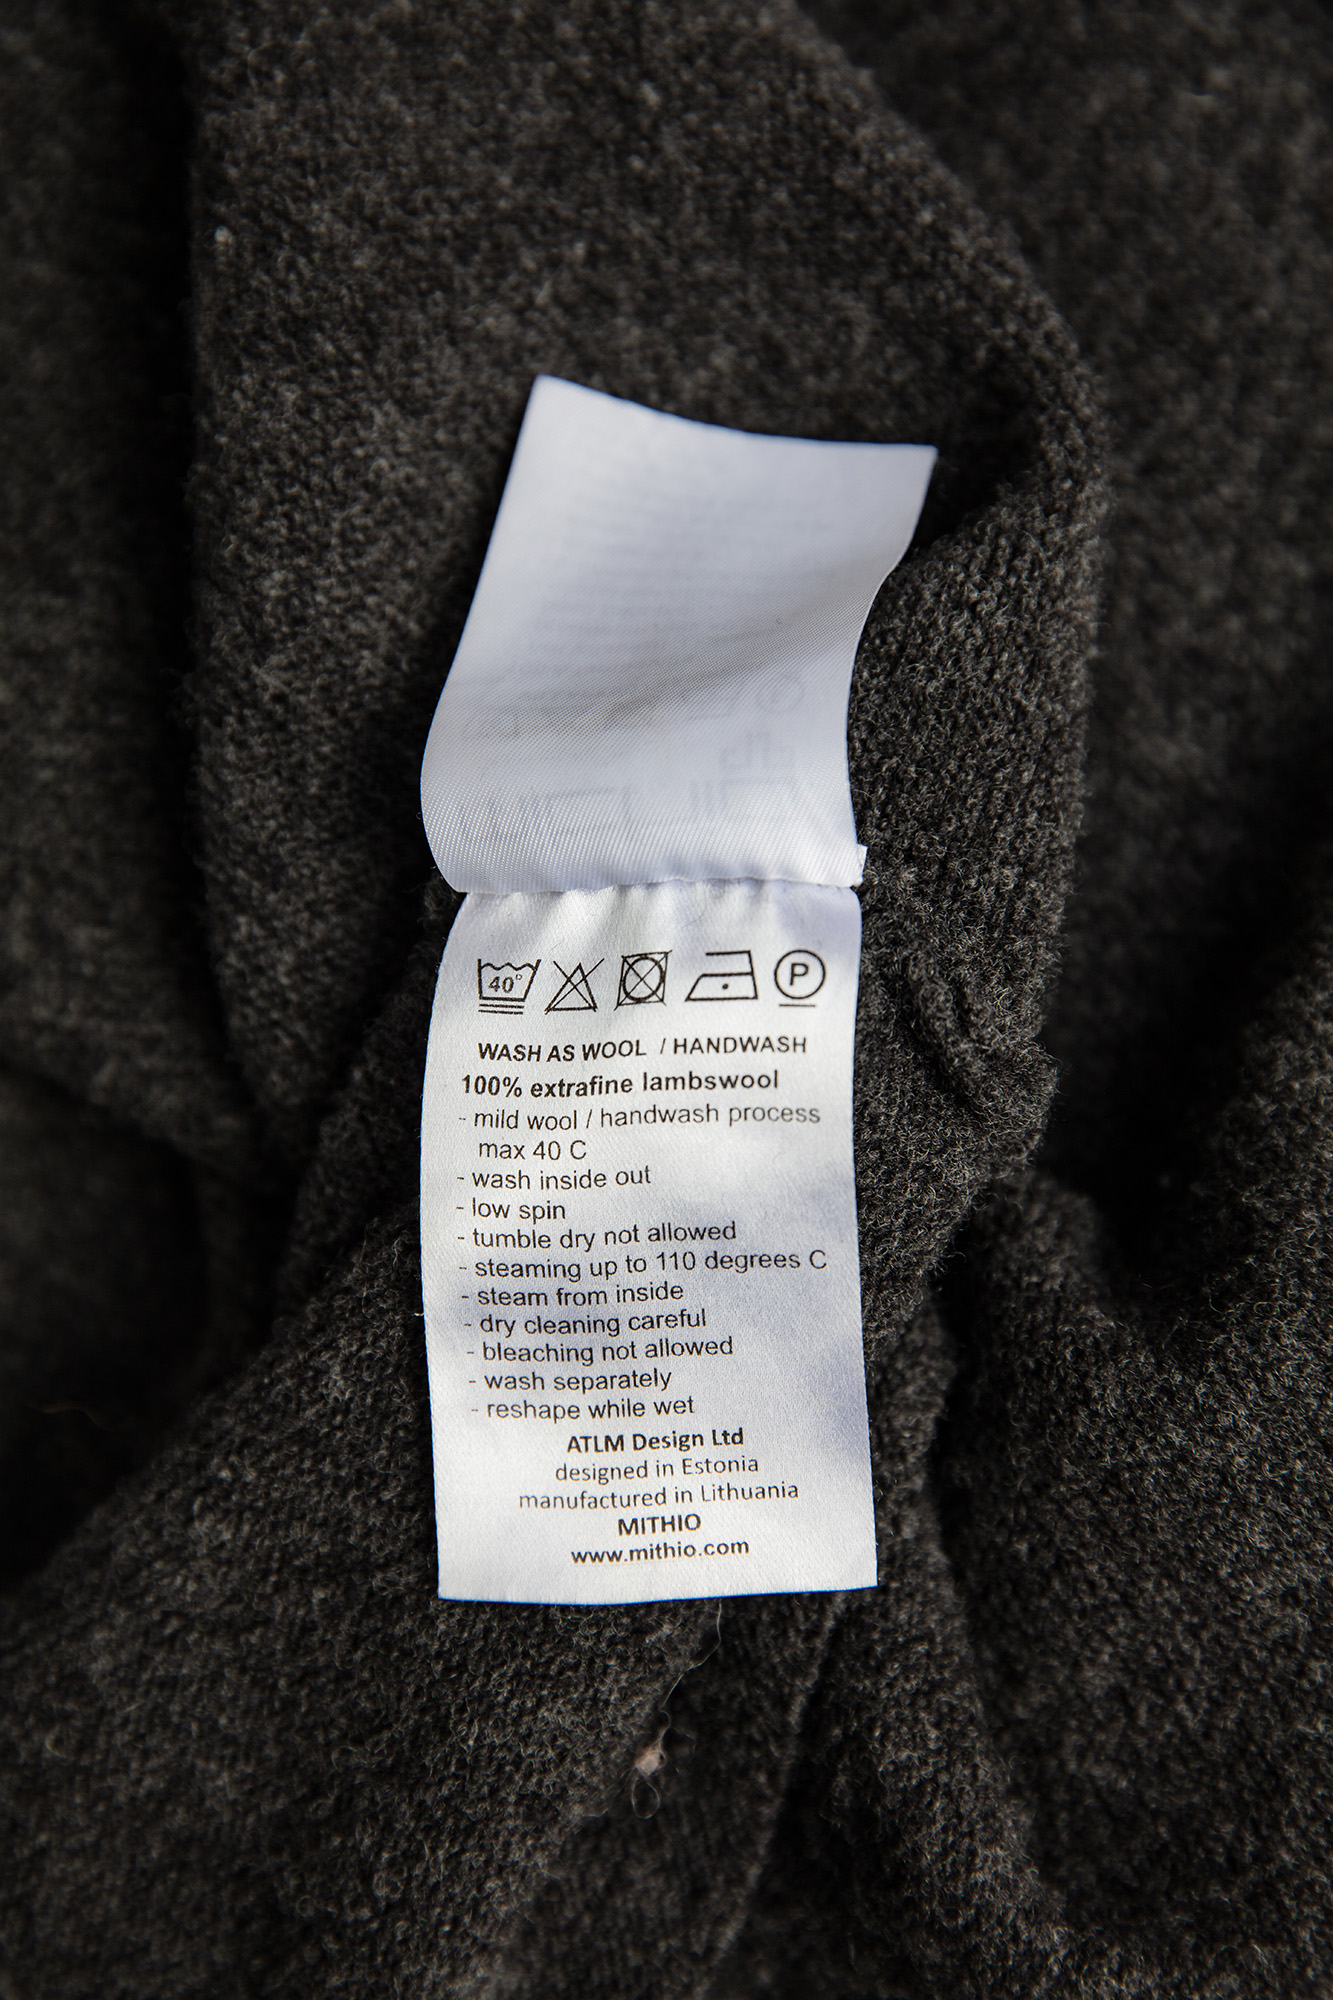 40°
P
WASH AS WOOL / HANDWASH
100% extrafine lambswool
- mild wool / handwash process
max 40 C
- wash inside out
- low spin
- tumble dry not allowed
- steaming up to 110 degrees C
- steam from inside
- dry cleaning careful
- bleaching not allowed
- wash separately
- reshape while wet
ATLM Design Ltd
designed in Estonia
manufactured in Lithuania
MITHIO
www.mithio.com